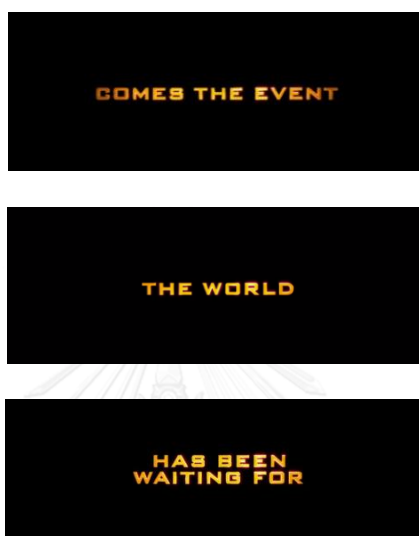 COMES THE EVENT
THE WORLD
HAS BEEN
WAITING FOR